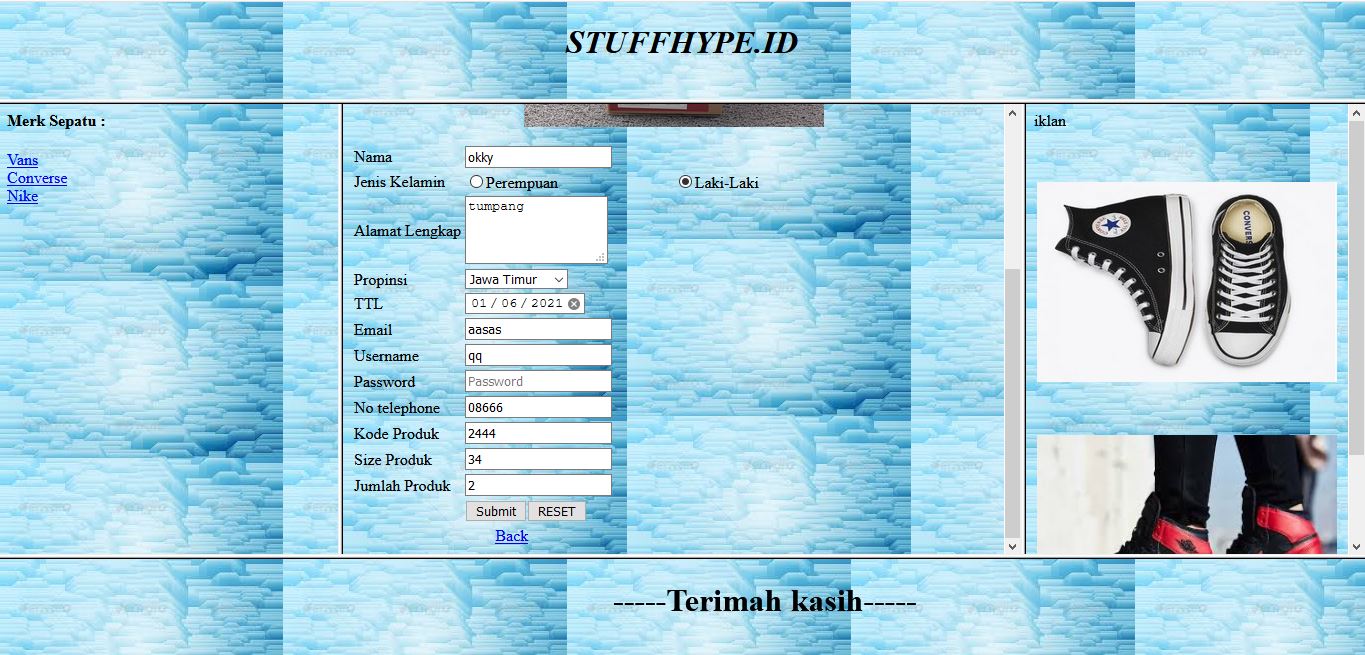 STUFFHYPE.ID
Merk Sepatu :
Vans
Converse
Nike
Nama okky
Jenis Kelamin Perempuan Laki-Laki
Alamat Lengkap tumpang
Propinsi Jawa Timur
TTL 01 / 06 / 2021
Email aasas
Username qq
Password Password
No telephone 08666
Kode Produk 2444
Size Produk 34
Jumlah Produk 2
Submit RESET
Back
iklan
-----Terimah kasih-----